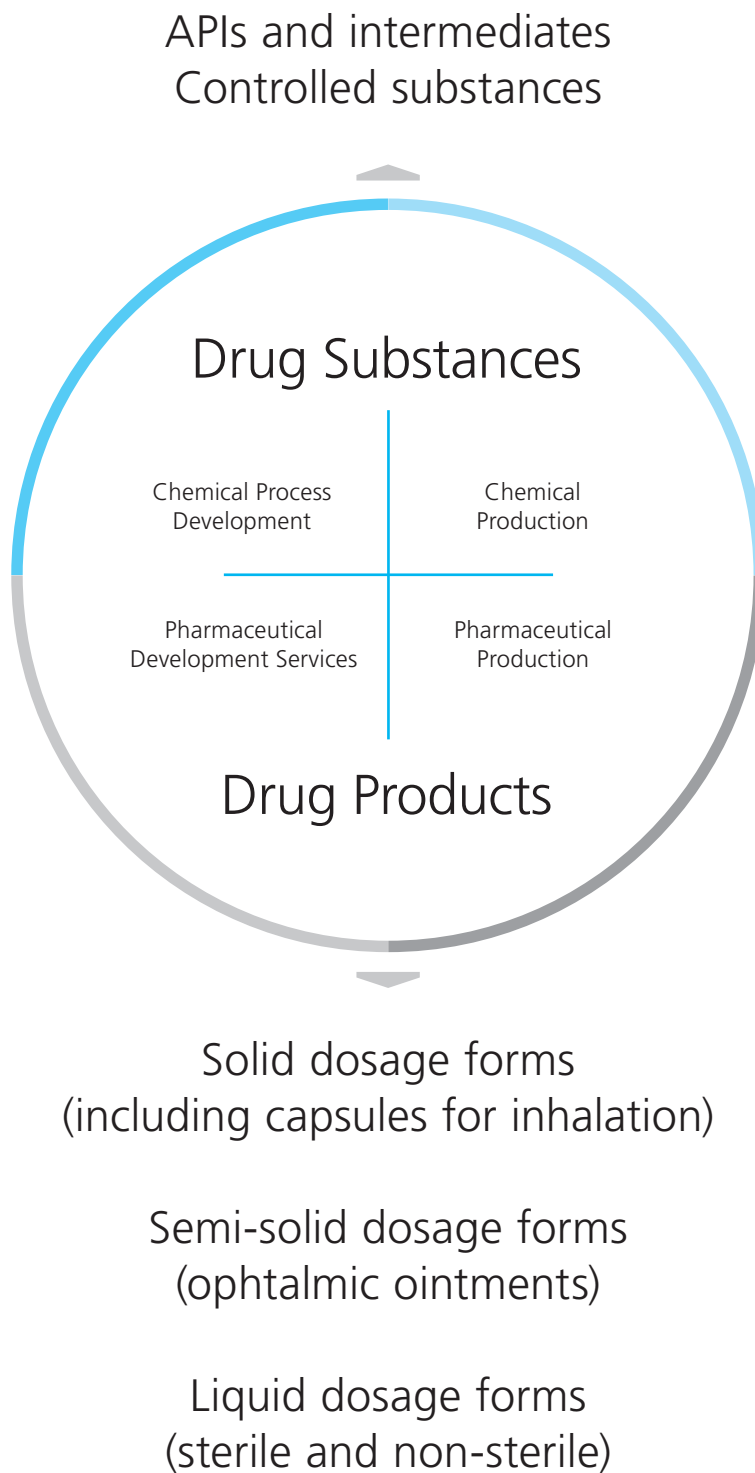 APIs and intermediates
Controlled substances
Drug Substances
Chemical Process
Development
Chemical
Production
Pharmaceutical
Development Services
Pharmaceutical
Production
Drug Products
Solid dosage forms
(including capsules for inhalation)
Semi-solid dosage forms
(ophtalmic ointments)
Liquid dosage forms
(sterile and non-sterile)